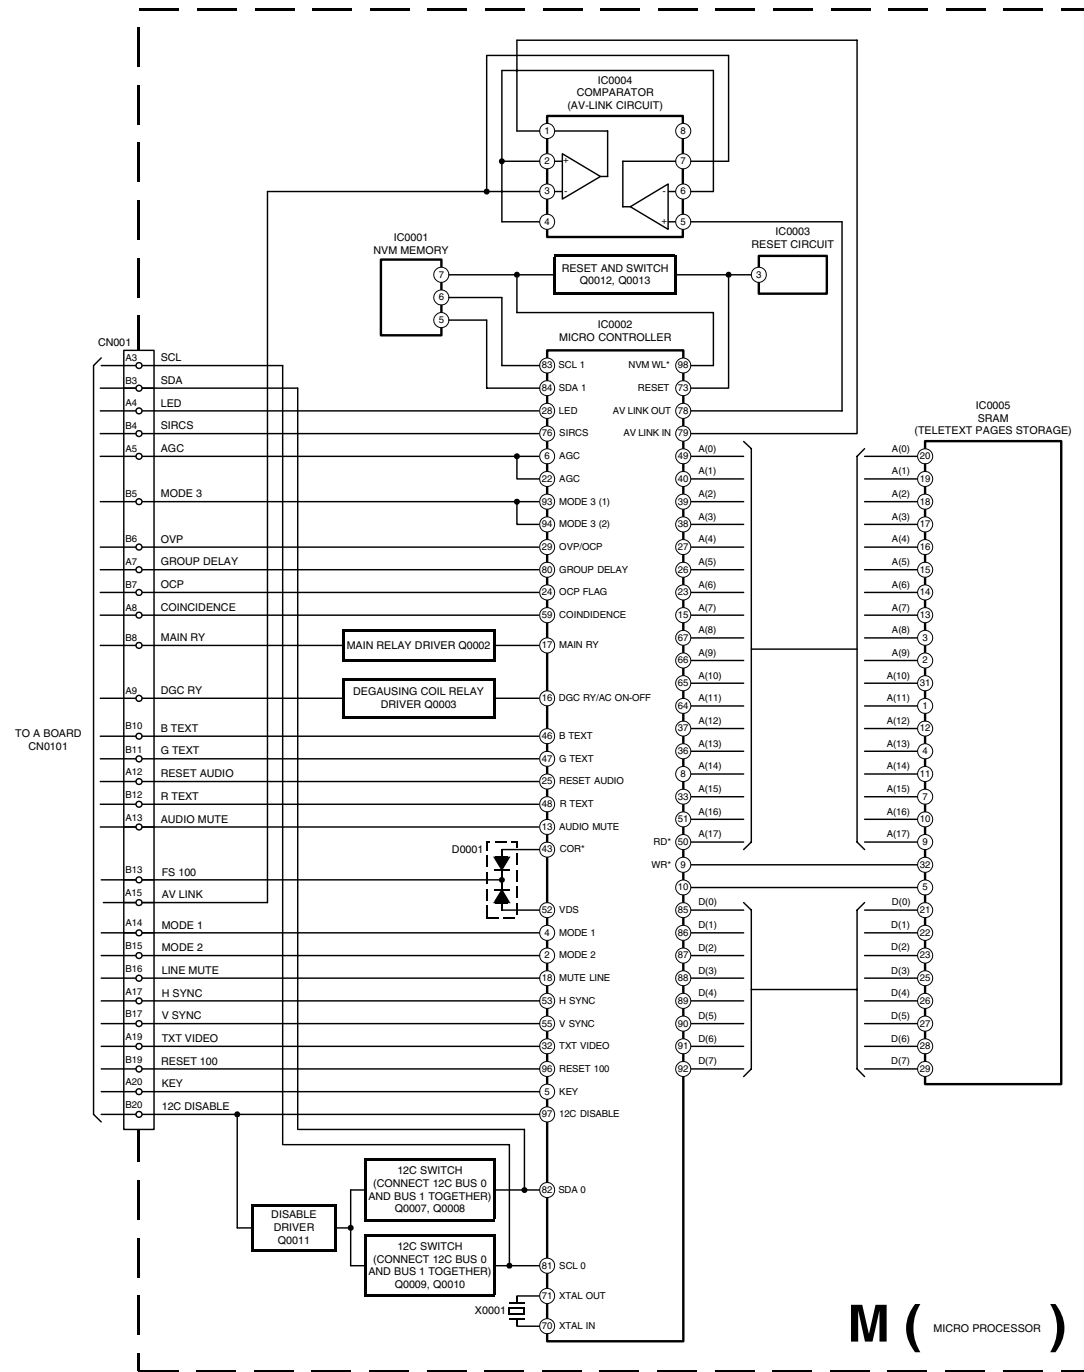 IC0004
COMPARATOR
(AV-LINK CIRCUIT)
1
8
2
+
7
3
-
-
6
4
+
5
IC0001
NVM MEMORY
7
6
5
RESET AND SWITCH
Q0012, Q0013
IC0003
RESET CIRCUIT
3
IC0002
MICRO CONTROLLER
CN001
A3 SCL
83 SCL 1
NVM WL* 98
B3 SDA
84 SDA 1
RESET 73
A4 LED
28 LED
AV LINK OUT 78
B4 SIRCS
76 SIRCS
AV LINK IN 79
IC0005
SRAM
(TELETEXT PAGES STORAGE)
A5 AGC
6 AGC
49 A(0)
A(0) 20
22 AGC
40 A(1)
A(1) 19
B5 MODE 3
93 MODE 3 (1)
39 A(2)
A(2) 18
94 MODE 3 (2)
38 A(3)
A(3) 17
B6 OVP
29 OVP/OCP
27 A(4)
A(4) 16
A7 GROUP DELAY
80 GROUP DELAY
26 A(5)
A(5) 15
B7 OCP
24 OCP FLAG
23 A(6)
A(6) 14
A8 COINCIDENCE
59 COINDIDENCE
15 A(7)
A(7) 13
B8 MAIN RY
MAIN RELAY DRIVER Q0002
17 MAIN RY
67 A(8)
A(8) 3
66 A(9)
A(9) 2
65 A(10)
A(10) 31
A9 DGC RY
DEGAUSING COIL RELAY
DRIVER Q0003
16 DGC RY/AC ON-OFF
64 A(11)
A(11) 1
TO A BOARD
CN0101
B10 B TEXT
46 B TEXT
37 A(12)
A(12) 12
B11 G TEXT
47 G TEXT
36 A(13)
A(13) 4
A12 RESET AUDIO
25 RESET AUDIO
8 A(14)
A(14) 11
B12 R TEXT
48 R TEXT
33 A(15)
A(15) 7
A13 AUDIO MUTE
13 AUDIO MUTE
51 A(16)
A(16) 10
D0001
43 COR*
RD* 50 A(17)
A(17) 9
WR* 9
32
B13 FS 100
10
5
A15 AV LINK
52 VDS
85 D(0)
D(0) 21
A14 MODE 1
4 MODE 1
86 D(1)
D(1) 22
B15 MODE 2
2 MODE 2
87 D(2)
D(2) 23
B16 LINE MUTE
18 MUTE LINE
88 D(3)
D(3) 25
A17 H SYNC
53 H SYNC
89 D(4)
D(4) 26
B17 V SYNC
55 V SYNC
90 D(5)
D(5) 27
A19 TXT VIDEO
32 TXT VIDEO
91 D(6)
D(6) 28
B19 RESET 100
96 RESET 100
92 D(7)
D(7) 29
A20 KEY
5 KEY
B20 12C DISABLE
97 12C DISABLE
12C SWITCH
(CONNECT 12C BUS 0
AND BUS 1 TOGETHER)
Q0007, Q0008
82 SDA 0
DISABLE
DRIVER
Q0011
12C SWITCH
(CONNECT 12C BUS 0
AND BUS 1 TOGETHER)
Q0009, Q0010
81 SCL 0
X0001
71 XTAL OUT
70 XTAL IN
M ( MICRO PROCESSOR )